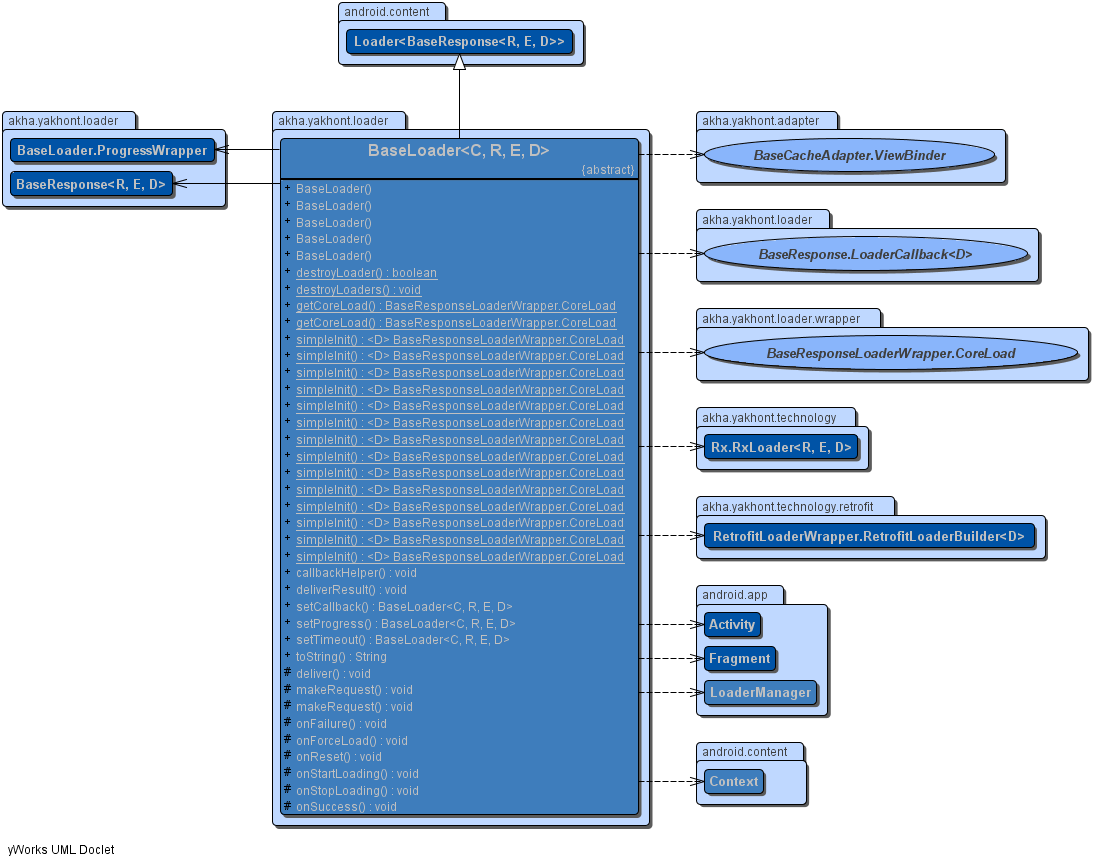 android.content
Loader<BaseResponse<R, E, D>>
akha.yakhont.loader
BaseLoader.ProgressWrapper
BaseResponse<R, E, D>
akha.yakhont.loader
BaseLoader<C, R, E, D>
{abstract}
+ BaseLoader()
+ BaseLoader()
+ BaseLoader()
+ BaseLoader()
+ BaseLoader()
+ destroyLoader() : boolean
+ destroyLoaders() : void
+ getCoreLoad() : BaseResponseLoaderWrapper.CoreLoad
+ getCoreLoad() : BaseResponseLoaderWrapper.CoreLoad
+ simpleInit() : <D> BaseResponseLoaderWrapper.CoreLoad
+ simpleInit() : <D> BaseResponseLoaderWrapper.CoreLoad
+ simpleInit() : <D> BaseResponseLoaderWrapper.CoreLoad
+ simpleInit() : <D> BaseResponseLoaderWrapper.CoreLoad
+ simpleInit() : <D> BaseResponseLoaderWrapper.CoreLoad
+ simpleInit() : <D> BaseResponseLoaderWrapper.CoreLoad
+ simpleInit() : <D> BaseResponseLoaderWrapper.CoreLoad
+ simpleInit() : <D> BaseResponseLoaderWrapper.CoreLoad
+ simpleInit() : <D> BaseResponseLoaderWrapper.CoreLoad
+ simpleInit() : <D> BaseResponseLoaderWrapper.CoreLoad
+ simpleInit() : <D> BaseResponseLoaderWrapper.CoreLoad
+ simpleInit() : <D> BaseResponseLoaderWrapper.CoreLoad
+ simpleInit() : <D> BaseResponseLoaderWrapper.CoreLoad
+ simpleInit() : <D> BaseResponseLoaderWrapper.CoreLoad
+ callbackHelper() : void
+ deliverResult() : void
+ setCallback() : BaseLoader<C, R, E, D>
+ setProgress() : BaseLoader<C, R, E, D>
+ setTimeout() : BaseLoader<C, R, E, D>
+ toString() : String
# deliver() : void
# makeRequest() : void
# makeRequest() : void
# onFailure() : void
# onForceLoad() : void
# onReset() : void
# onStartLoading() : void
# onStopLoading() : void
# onSuccess() : void
akha.yakhont.adapter
BaseCacheAdapter.ViewBinder
akha.yakhont.loader
BaseResponse.LoaderCallback<D>
akha.yakhont.loader.wrapper
BaseResponseLoaderWrapper.CoreLoad
akha.yakhont.technology
Rx.RxLoader<R, E, D>
akha.yakhont.technology.retrofit
RetrofitLoaderWrapper.RetrofitLoaderBuilder<D>
android.app
Activity
Fragment
LoaderManager
android.content
Context
yWorks UML Doclet